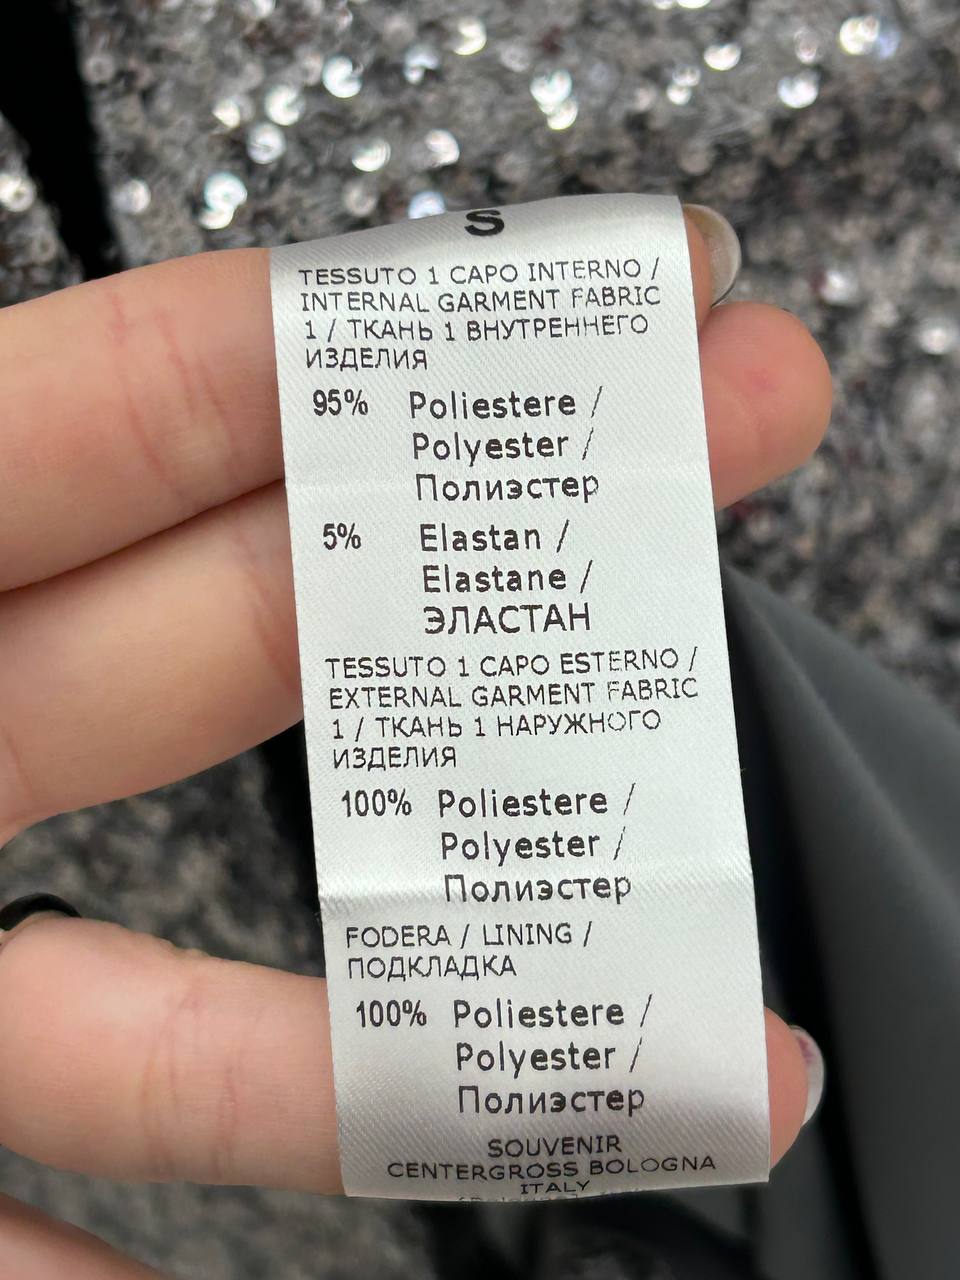 S
TESSUTO 1 CAPO INTERNO /
INTERNAL GARMENT FABRIC
1 / ТКАНЬ 1 ВНУТРЕННЕГО
ИЗДЕЛИЯ
95% Poliestere /
Polyester /
Полиэстер
5% Elastan /
Elastane /
ЭЛАСТАН
TESSUTO 1 CAPO ESTERNO /
EXTERNAL GARMENT FABRIC
1 / ТКАНЬ 1 НАРУЖНОГО
ИЗДЕЛИЯ
100% Poliestere /
Polyester /
Полиэстер
FODERA / LINING /
ПОДКЛАДКА
100% Poliestere /
Polyester /
Полиэстер
SOUVENIR
CENTERGROSS BOLOGNA
ITALY